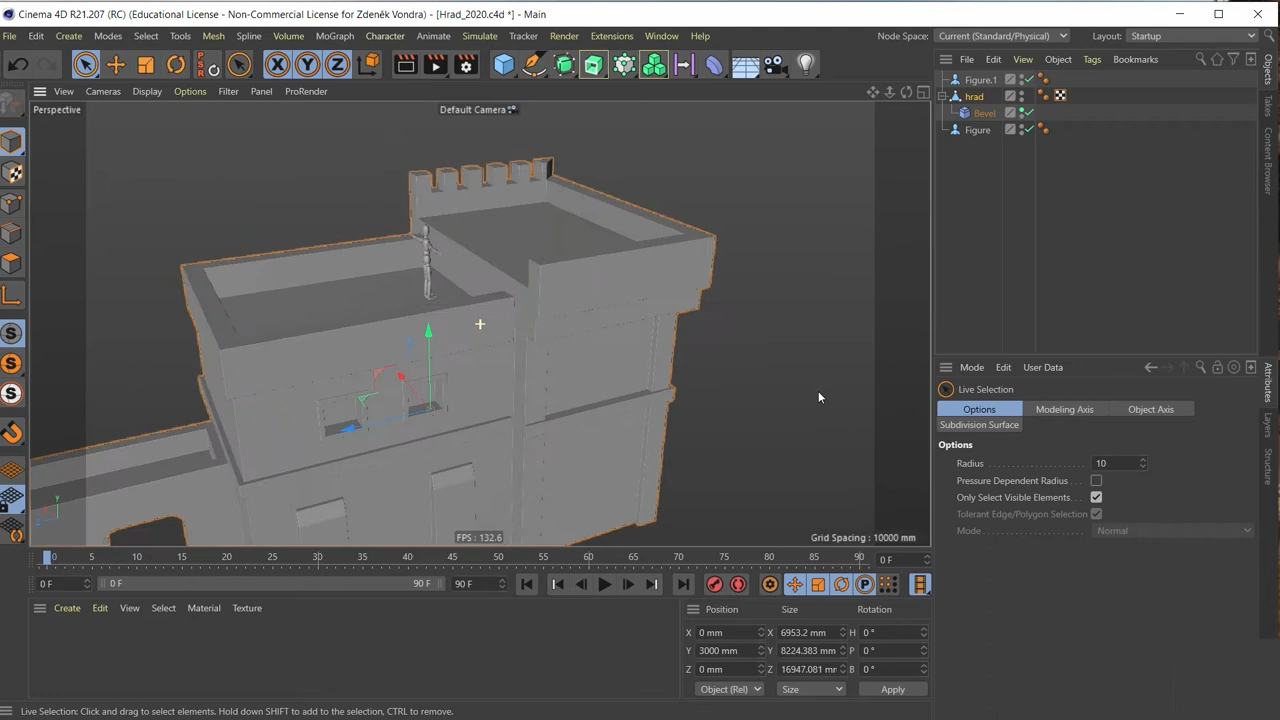 Cinema 4D R21.207 (RC) (Educational License - Non-Commercial License for Zdeněk Vondra) - [Hrad_2020.c4d *] - Main
File Edit Create Modes Select Tools Mesh Spline Volume MoGraph Character Animate Simulate Tracker Render Extensions Window Help Node Space: Current (Standard/Physical) Layout: Startup
PSR X Y Z
View Cameras Display Options Filter Panel ProRender
File Edit View Object Tags Bookmarks
Perspective
Default Camera
Figure.1
hrad
Bevel
Figure
Objects
Takes
Content Browser
Mode Edit User Data
Live Selection
Options Modeling Axis Object Axis
Subdivision Surface
Options
Radius 10
Pressure Dependent Radius
Only Select Visible Elements
Tolerant Edge/Polygon Selection
Mode Normal
Attributes
Layers
Structure
S
S
S
Y
X
Z
FPS : 132.6
Grid Spacing : 10000 mm
0 5 10 15 20 25 30 35 40 45 50 55 60 65 70 75 80 85 90 0 F
0 F 0 F 90 F 90 F P
Create Edit View Select Material Texture
Position Size Rotation
X 0 mm X 6953.2 mm H 0 °
Y 3000 mm Y 8224.383 mm P 0 °
Z 0 mm Z 16947.081 mm B 0 °
Object (Rel) Size Apply
Live Selection: Click and drag to select elements. Hold down SHIFT to add to the selection, CTRL to remove.